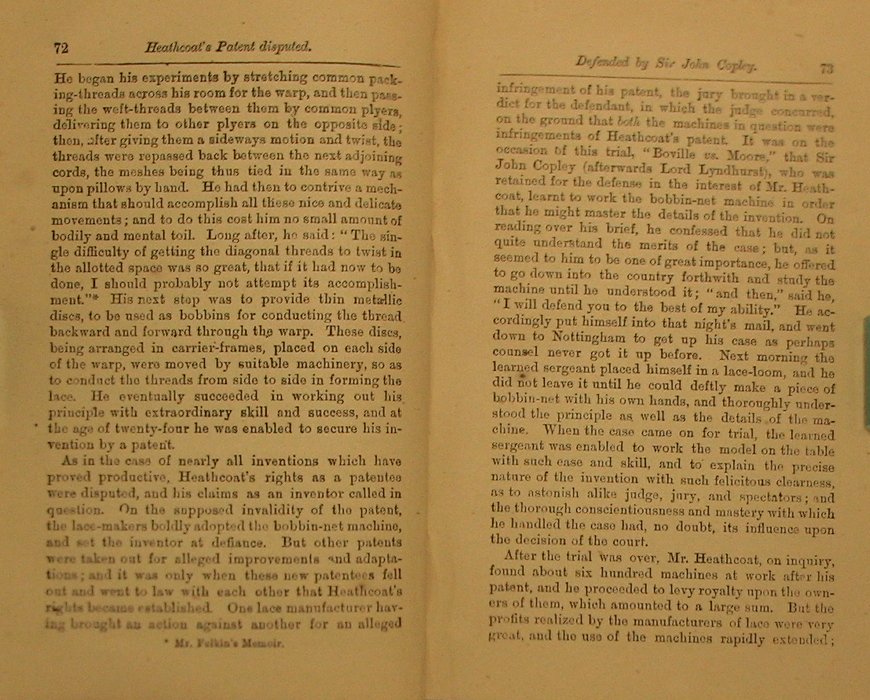 72
Heathcoat's Patent disputed.
He began his experiments by stretching common pack-
ing-threads across his room for the warp, and then pass-
ing the weft-threads between them by common plyers,
delivering them to other plyers on the opposite side;
then, after giving them a sideways motion and twist, the
threads were repassed back between the next adjoining
cords, the meshes being thus tied in the same way as
upon pillows by hand. He had then to contrive a mech-
anism that should accomplish all these nice and delicate
movements; and to do this cost him no small amount of
bodily and mental toil. Long after, he said: "The sin-
gle difficulty of getting the diagonal threads to twist in
the allotted space was so great, that if it had now to be
done, I should probably not attempt its accomplish-
ment."* His next step was to provide thin metallic
discs, to be used as bobbins for conducting the thread
backward and forward through the warp. These discs,
being arranged in carrier-frames, placed on each side
of the warp, were moved by suitable machinery, so as
to conduct the threads from side to side in forming the
lace. He eventually succeeded in working out his
principle with extraordinary skill and success, and at
the age of twenty-four he was enabled to secure his in-
vention by a patent.
As in the case of nearly all inventions which have
proved productive, Heathcoat's rights as a patentee
were disputed, and his claims as an inventor called in
question. On the supposed invalidity of the patent,
the lace-makers boldly adopted the bobbin-net machine,
and set the inventor at defiance. But other patents
were taken out for alleged improvements and adapta-
tions; and it was only when these new patentees fell
out and went to law with each other that Heathcoat's
rights became established. One lace manufacturer hav-
ing brought an action against another for an alleged
* Mr. Felkin's Memoir.
Defended by Sir John Copley.
73
infringement of his patent, the jury brought in a ver-
dict for the defendant, in which the judge concurred,
on the ground that both the machines in question were
infringements of Heathcoat's patent. It was on the
occasion of this trial, "Boville vs. Moore," that Sir
John Copley (afterwards Lord Lyndhurst), who was
retained for the defense in the interest of Mr. Heath-
coat, learnt to work the bobbin-net machine in order
that he might master the details of the invention. On
reading over his brief, he confessed that he did not
quite understand the merits of the case; but, as it
seemed to him to be one of great importance, he offered
to go down into the country forthwith and study the
machine until he understood it; "and then," said he,
"I will defend you to the best of my ability." He ac-
cordingly put himself into that night's mail, and went
down to Nottingham to get up his case as perhaps
counsel never got it up before. Next morning the
learned sergeant placed himself in a lace-loom, and he
did not leave it until he could deftly make a piece of
bobbin-net with his own hands, and thoroughly under-
stood the principle as well as the details of the ma-
chine. When the case came on for trial, the learned
sergeant was enabled to work the model on the table
with such ease and skill, and to explain the precise
nature of the invention with such felicitous clearness,
as to astonish alike judge, jury, and spectators; and
the thorough conscientiousness and mastery with which
he handled the case had, no doubt, its influence upon
the decision of the court.
After the trial was over, Mr. Heathcoat, on inquiry,
found about six hundred machines at work after his
patent, and he proceeded to levy royalty upon the own-
ers of them, which amounted to a large sum. But the
profits realized by the manufacturers of lace were very
great, and the use of the machines rapidly extended;